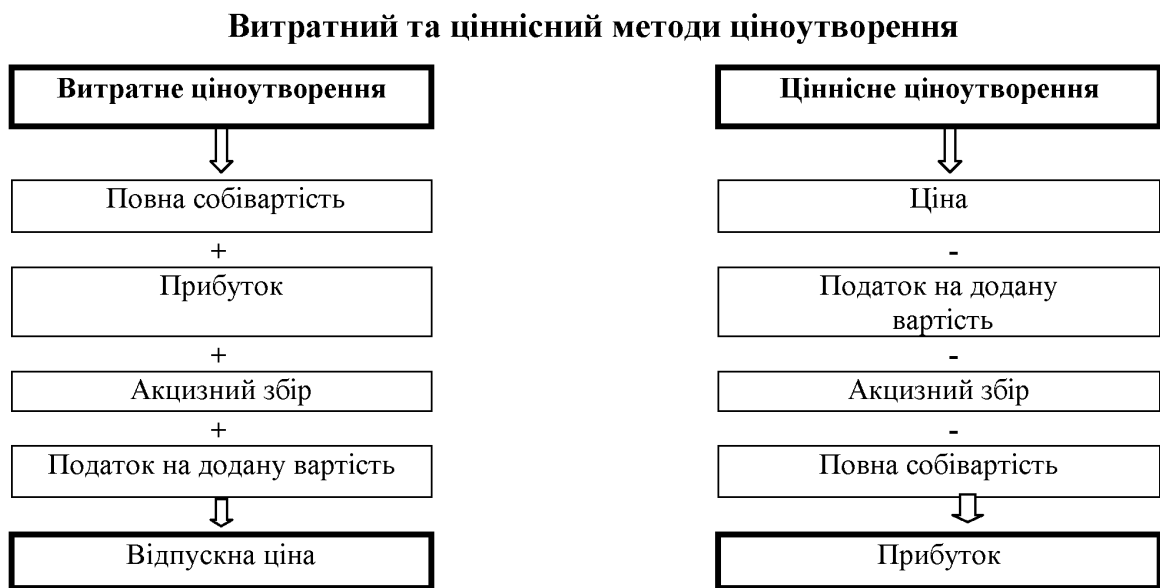 Витратний та ціннісний методи ціноутворення
Витратне ціноутворення
Повна собівартість
+
Прибуток
+
Акцизний збір
+
Податок на додану вартість
Відпускна ціна
Ціннісне ціноутворення
Ціна
-
Податок на додану
вартість
-
Акцизний збір
-
Повна собівартість
Прибуток